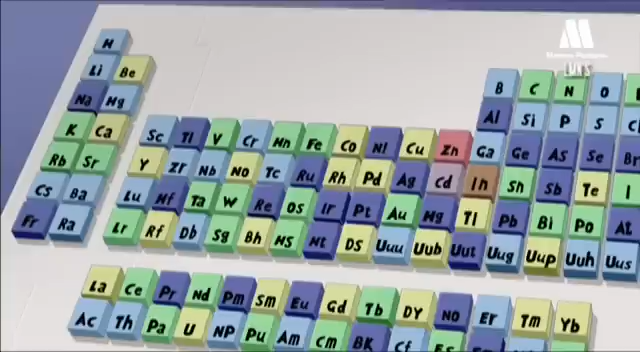 H
Li Be B C N O
Na Mg Al Si P S
K Ca Sc Ti V Cr Mn Fe Co Ni Cu Zn Ga Ge As Se Br
Rb Sr Y Zr Nb No Tc Ru Rh Pd Ag Cd In Sn Sb Te I
Cs Ba Lu Hf Ta W Re Os Ir Pt Au Mg Tl Pb Bi Po At
Fr Ra Lr Rf Db Sg Bh HS Mt DS Uuu Uub Uut Uug Uup Uuh Uus
La Ce Pr Nd Pm Sm Eu Gd Tb DY NO Er Tm Yb
Ac Th Pa U NP Pu Am Cm BK Cf